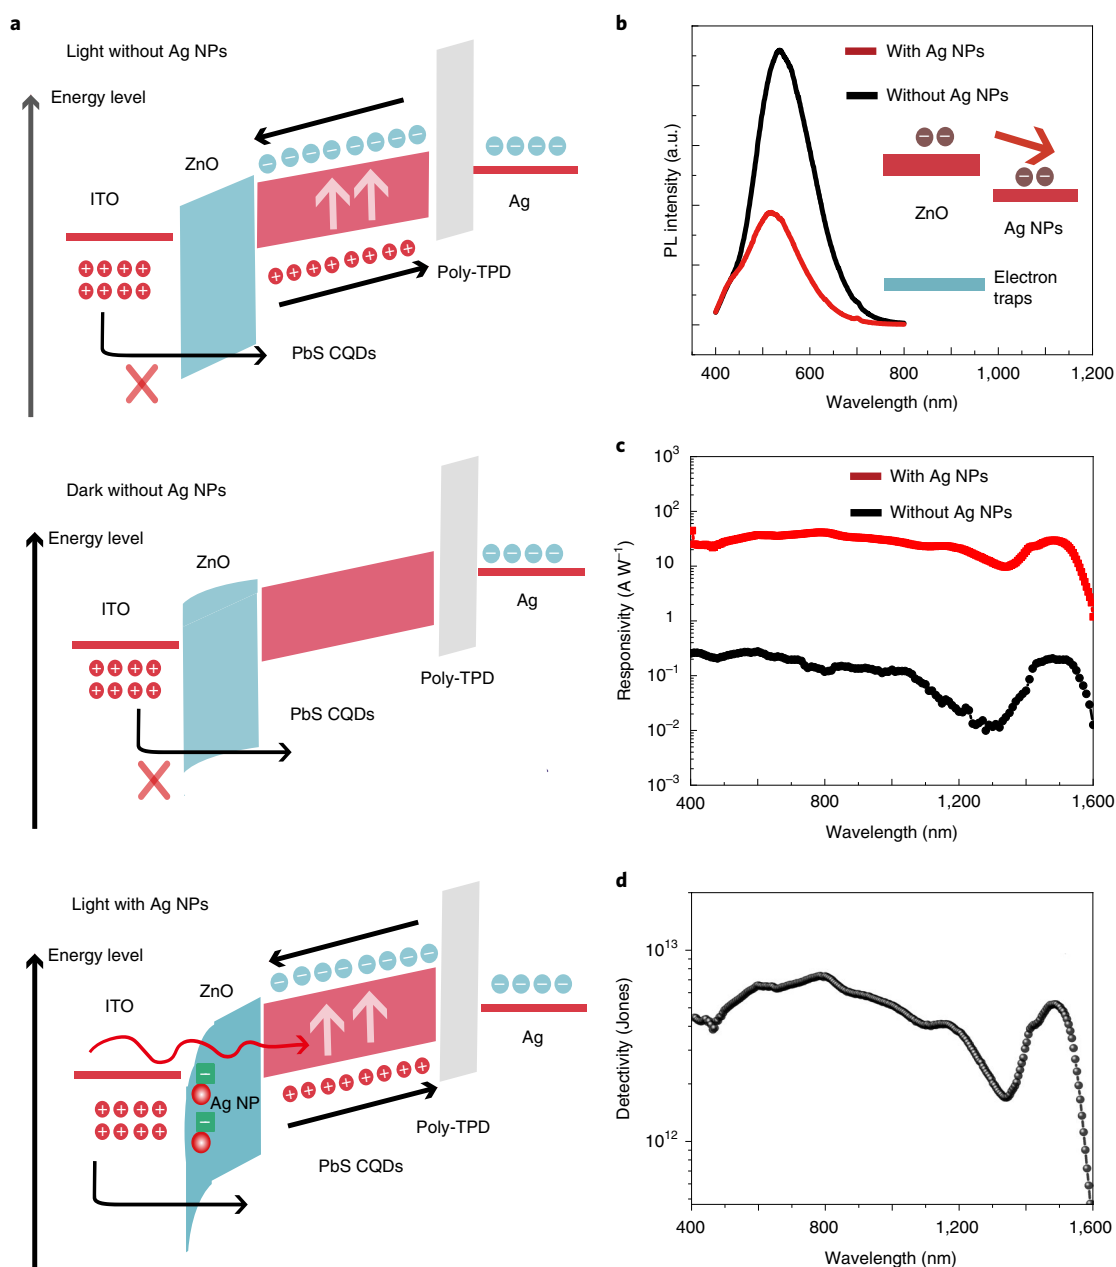 a
Light without Ag NPs
Energy level
ZnO
ITO
Ag
Poly-TPD
PbS CQDs
Dark without Ag NPs
Energy level
ZnO
ITO
Ag
Poly-TPD
PbS CQDs
Light with Ag NPs
Energy level
ZnO
ITO
Ag
Ag NP
Poly-TPD
PbS CQDs
b
With Ag NPs
Without Ag NPs
PL intensity (a.u.)
ZnO
Ag NPs
Electron
traps
400 600 800 1,000 1,200
Wavelength (nm)
c
With Ag NPs
Without Ag NPs
Responsivity (A W⁻¹)
10³
10²
10
1
10⁻¹
10⁻²
10⁻³
400 800 1,200 1,600
Wavelength (nm)
d
Detectivity (Jones)
10¹³
10¹²
400 800 1,200 1,600
Wavelength (nm)